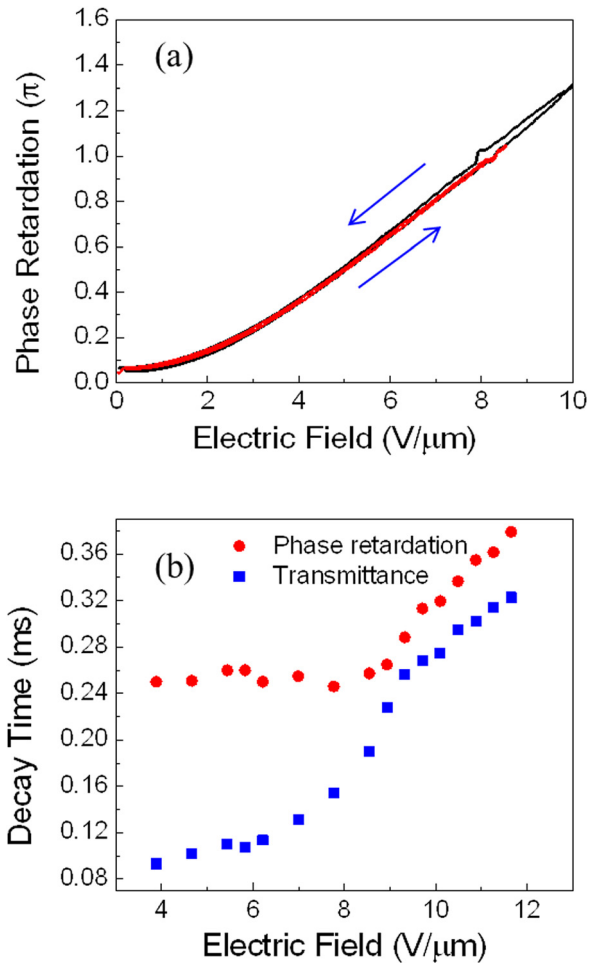 (a)
Phase Retardation (π)
1.6
1.4
1.2
1.0
0.8
0.6
0.4
0.2
0.0
0 2 4 6 8 10
Electric Field (V/μm)
(b)
Phase retardation
Transmittance
Decay Time (ms)
0.36
0.32
0.28
0.24
0.20
0.16
0.12
0.08
4 6 8 10 12
Electric Field (V/μm)